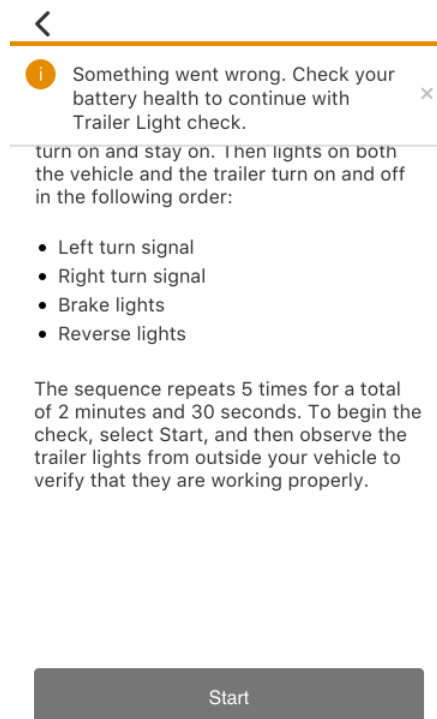 i Something went wrong. Check your
battery health to continue with
Trailer Light check.
turn on and stay on. Then lights on both
the vehicle and the trailer turn on and off
in the following order:
• Left turn signal
• Right turn signal
• Brake lights
• Reverse lights
The sequence repeats 5 times for a total
of 2 minutes and 30 seconds. To begin the
check, select Start, and then observe the
trailer lights from outside your vehicle to
verify that they are working properly.
Start